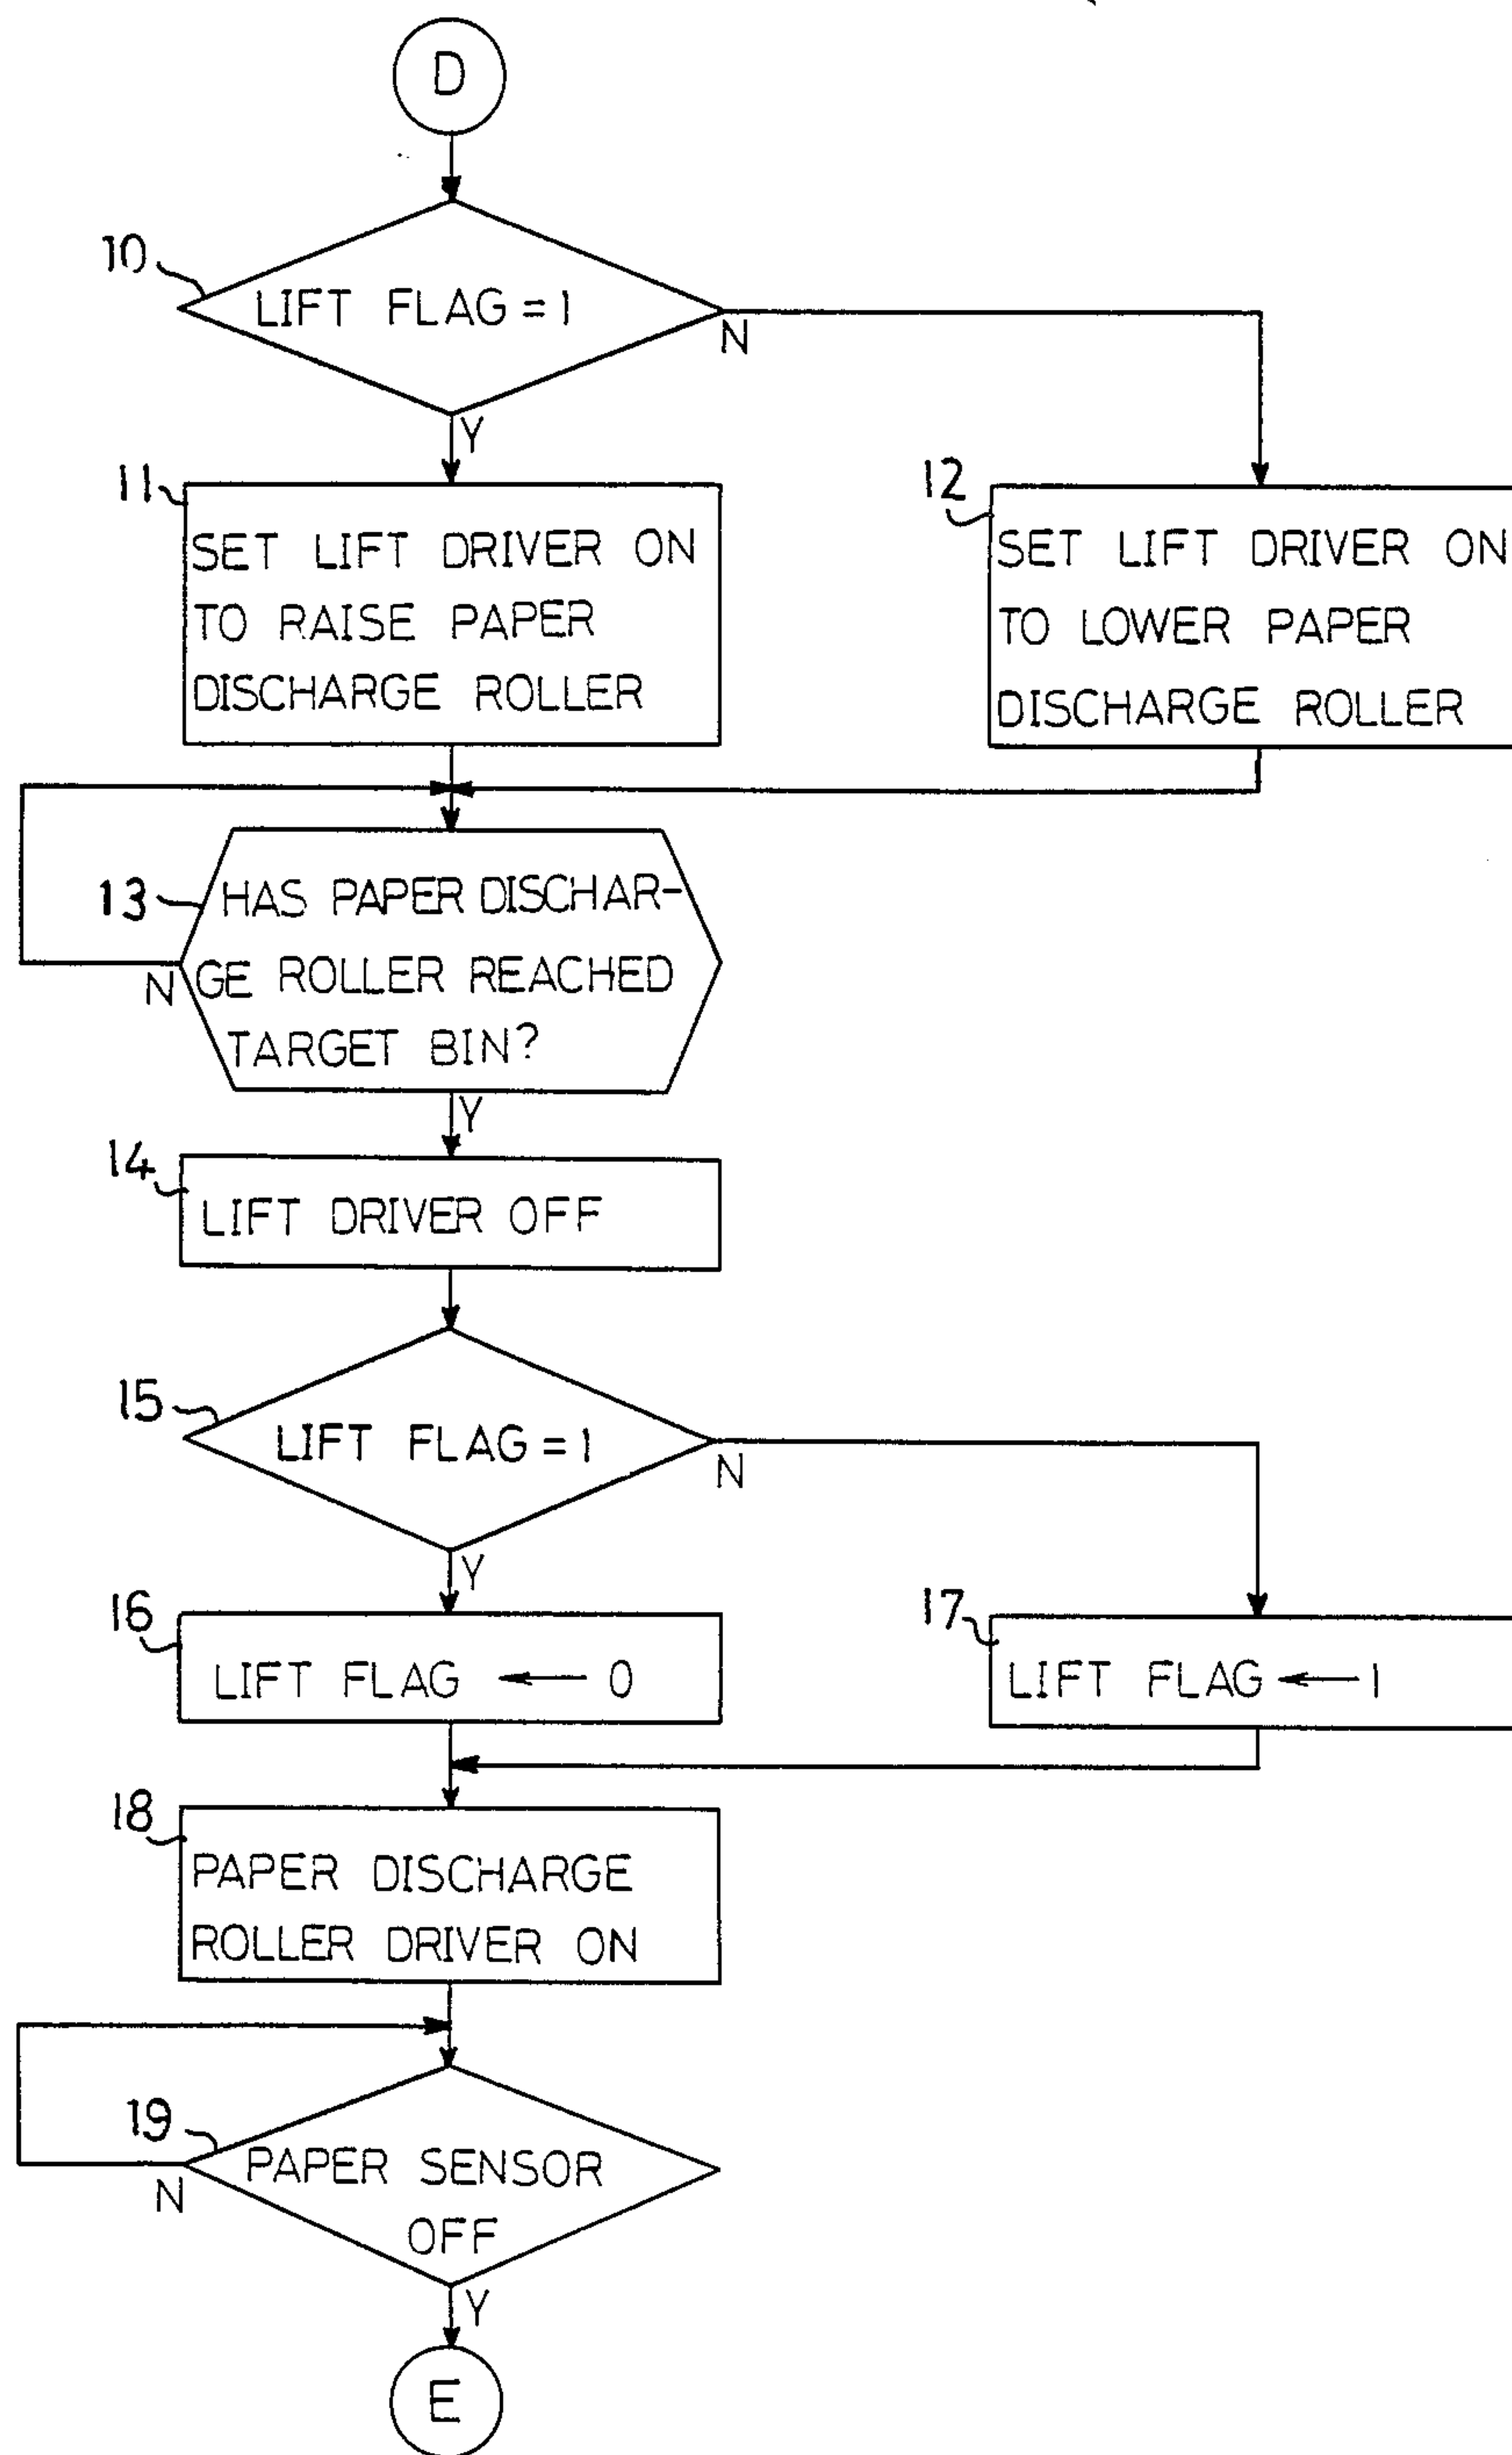 D
10
LIFT FLAG = 1
N
Y
11
SET LIFT DRIVER ON
TO RAISE PAPER
DISCHARGE ROLLER
12
SET LIFT DRIVER ON
TO LOWER PAPER
DISCHARGE ROLLER
13
HAS PAPER DISCHAR-
GE ROLLER REACHED
TARGET BIN?
N
Y
14
LIFT DRIVER OFF
15
LIFT FLAG = 1
N
Y
16
LIFT FLAG ← 0
17
LIFT FLAG ← 1
18
PAPER DISCHARGE
ROLLER DRIVER ON
19
PAPER SENSOR
OFF
N
Y
E